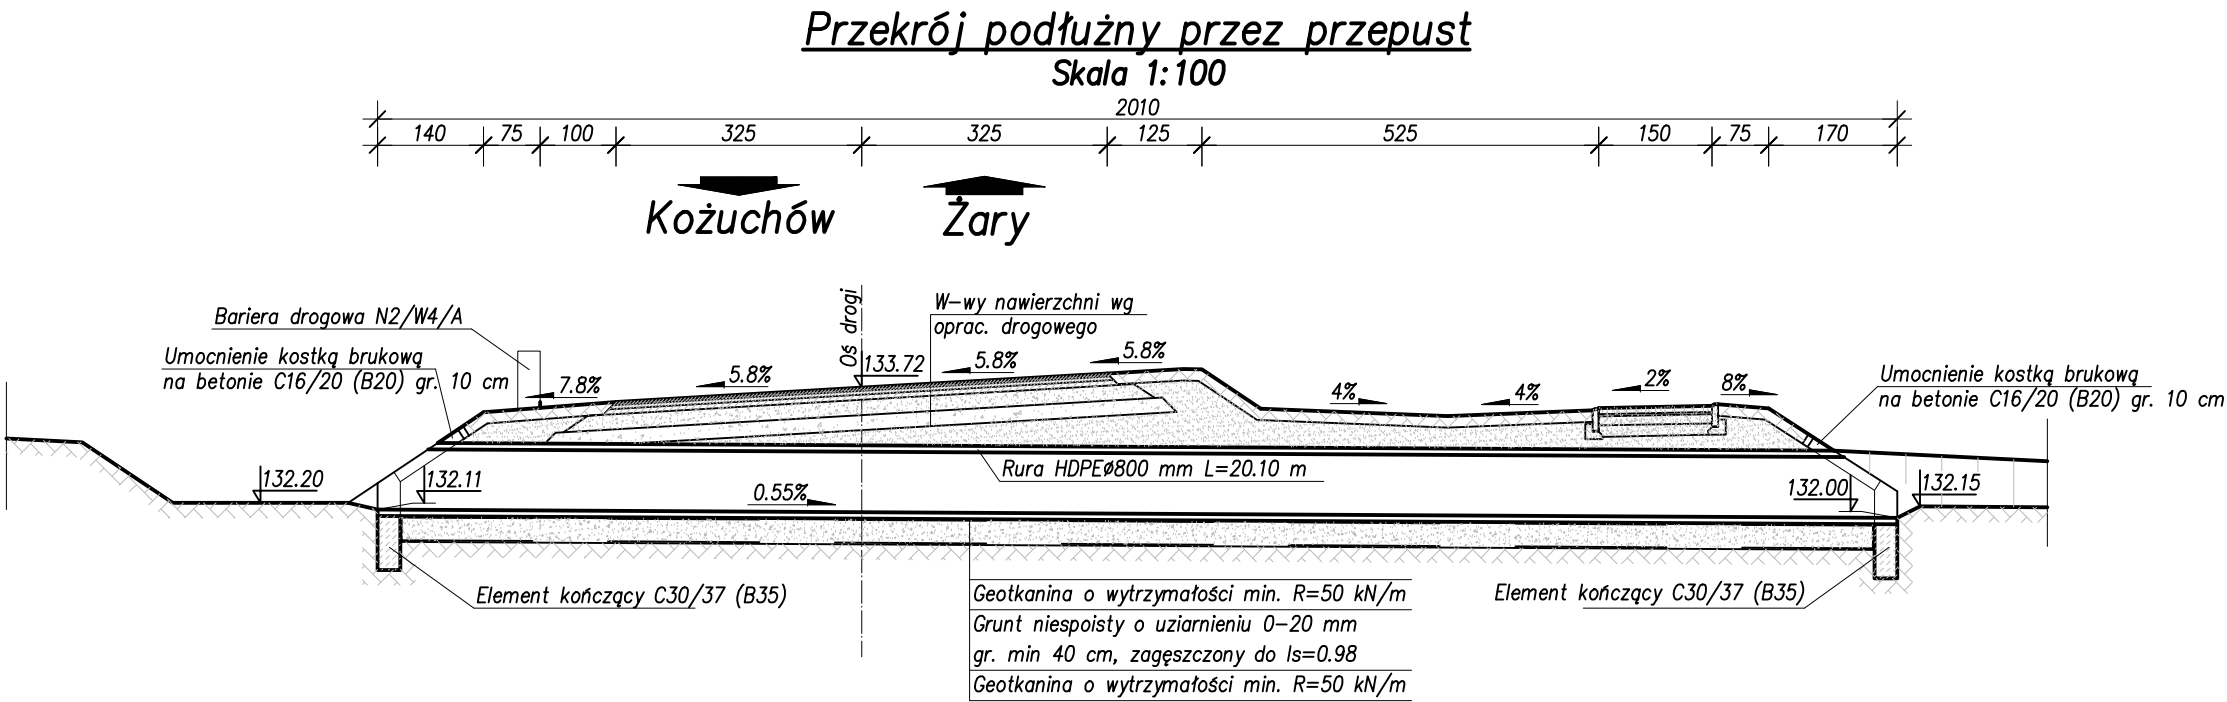 Przekrój podłużny przez przepust
Skala 1:100
2010
140 75 100 325 325 125 525 150 75 170
Kożuchów
Żary
Bariera drogowa N2/W4/A
Umocnienie kostką brukową
na betonie C16/20 (B20) gr. 10 cm
Oś drogi
W-wy nawierzchni wg
oprac. drogowego
133.72
7.8%
5.8%
5.8%
5.8%
4%
4%
2%
8%
Umocnienie kostką brukową
na betonie C16/20 (B20) gr. 10 cm
132.20
132.11
0.55%
Rura HDPEø800 mm L=20.10 m
132.00
132.15
Element kończący C30/37 (B35)
Element kończący C30/37 (B35)
Geotkanina o wytrzymałości min. R=50 kN/m
Grunt niespoisty o uziarnieniu 0-20 mm
gr. min 40 cm, zagęszczony do Is=0.98
Geotkanina o wytrzymałości min. R=50 kN/m